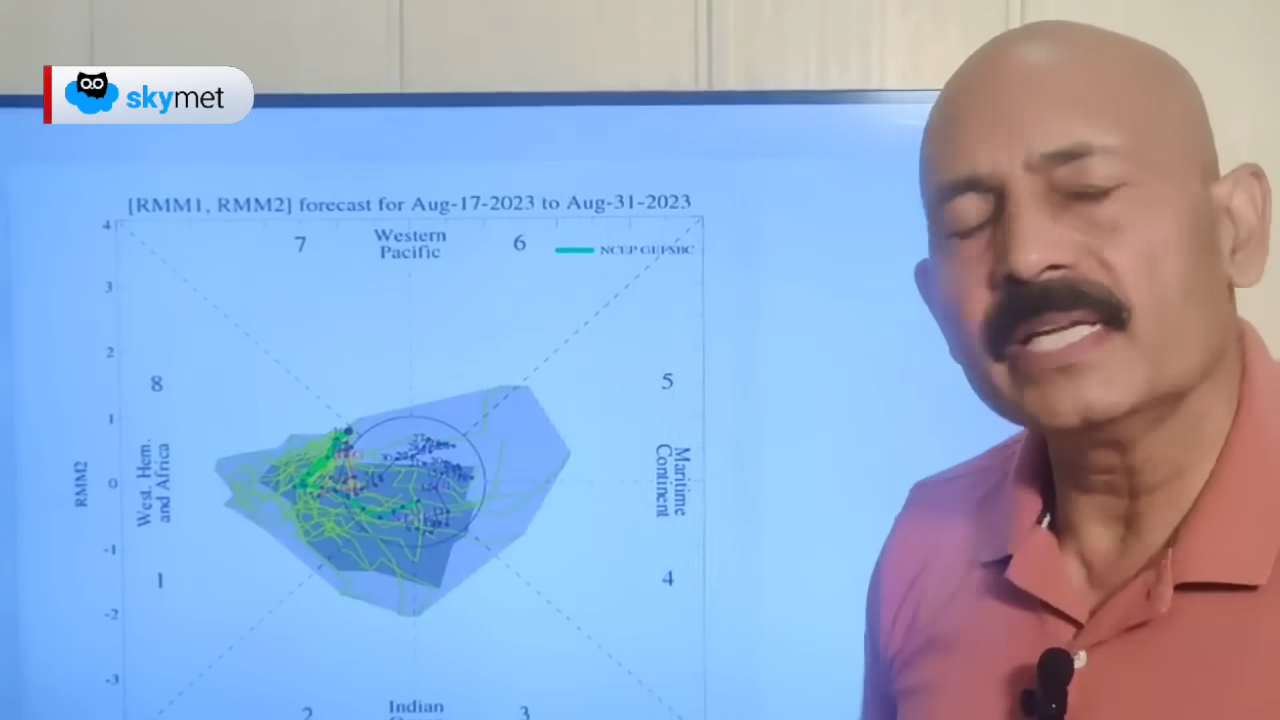 skymet
[RMM1, RMM2] forecast for Aug-17-2023 to Aug-31-2023
4
7
Western
Pacific
6
NCEP GEFSBC
3
2
8
5
1
RMM2
0
West. Hem.
and Africa
Maritime
Continent
-1
1
4
-2
-3
2
Indian
3